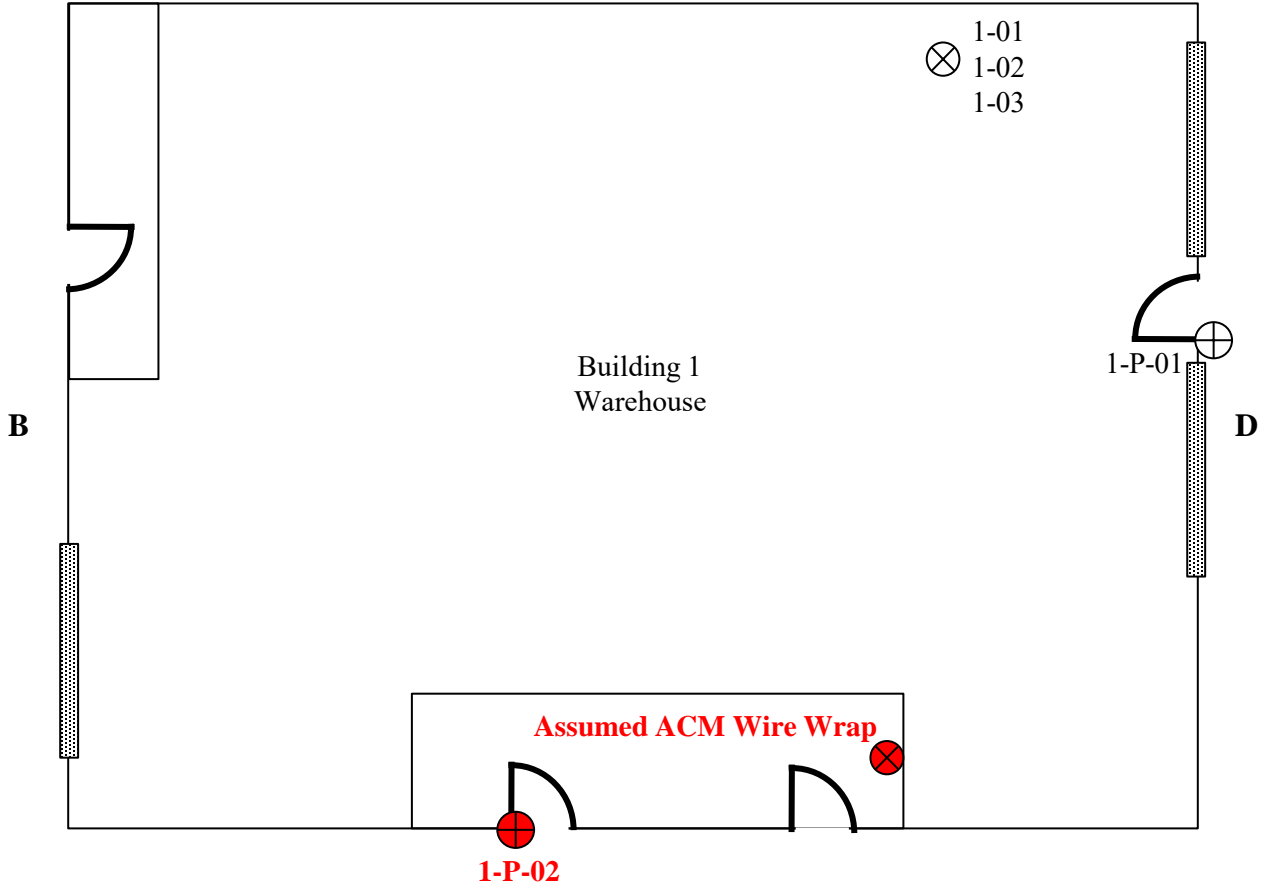 1-01
1-02
1-03
Building 1
Warehouse
1-P-01
B
D
Assumed ACM Wire Wrap
1-P-02